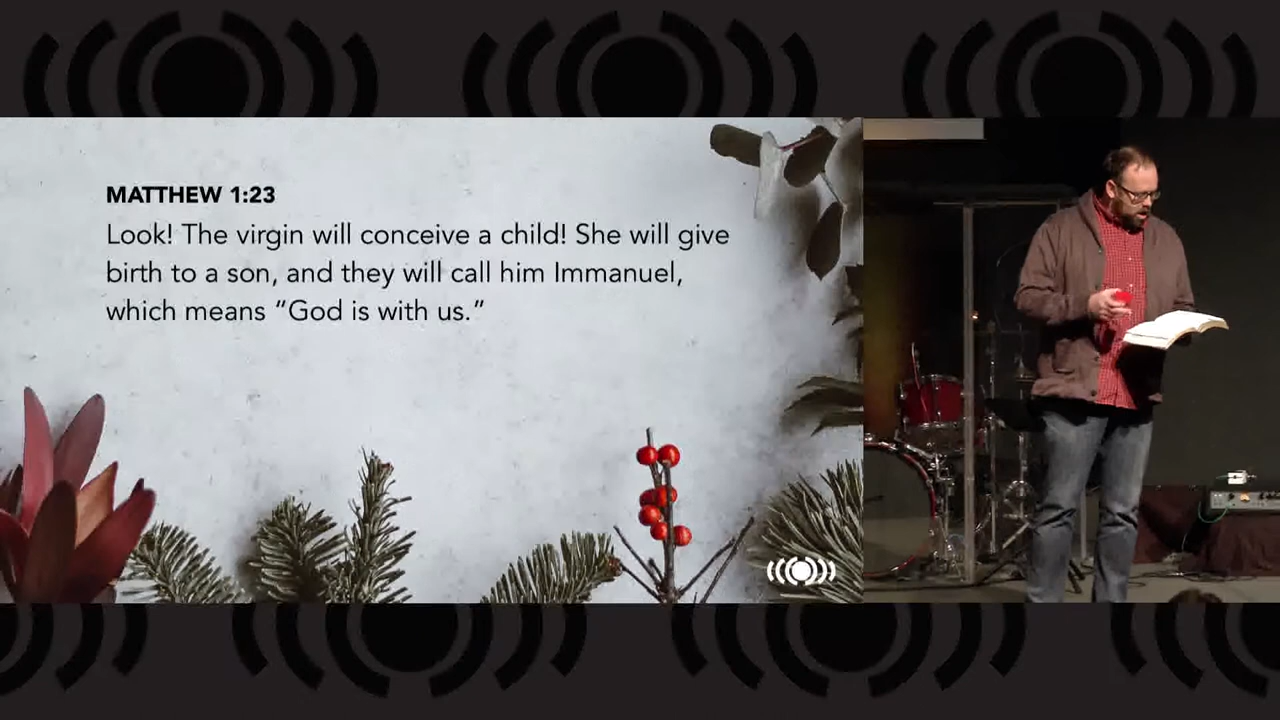 MATTHEW 1:23
Look! The virgin will conceive a child! She will give
birth to a son, and they will call him Immanuel,
which means “God is with us.”